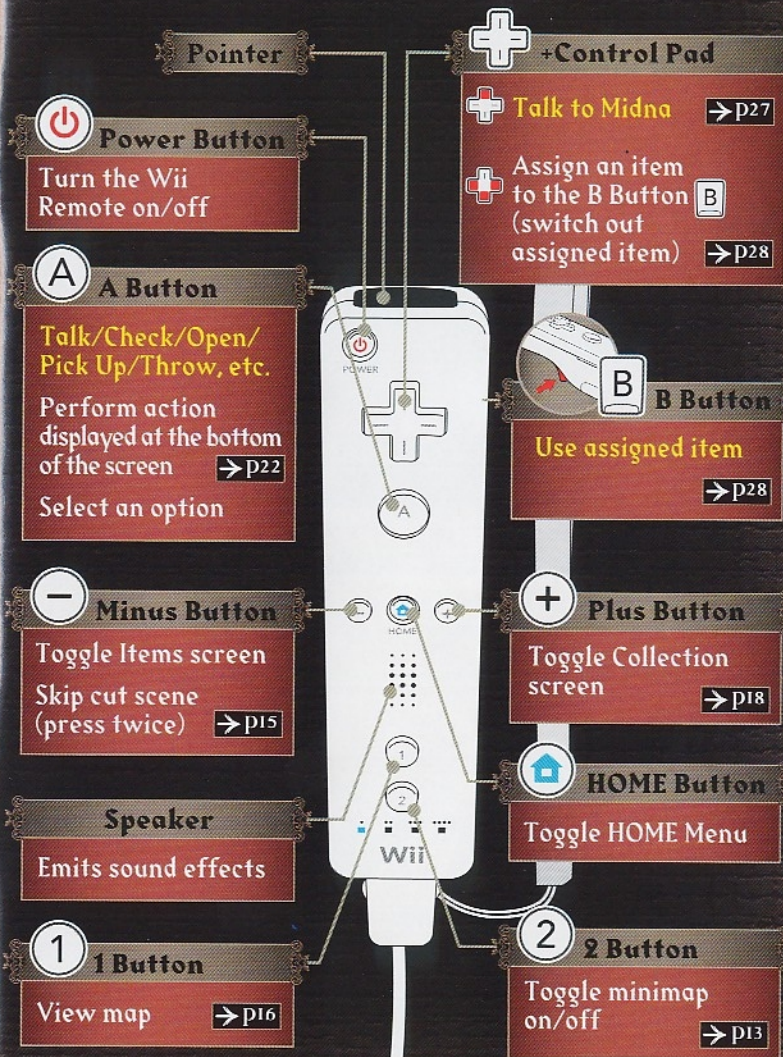 Pointer
+Control Pad
Talk to Midna
→p27
Assign an item
to the B Button B
(switch out
assigned item)
→p28
Power Button
Turn the Wii
Remote on/off
A
A Button
Talk/Check/Open/
Pick Up/Throw, etc.
Perform action
displayed at the bottom
of the screen →p22
Select an option
POWER
A
HOME
1
2
Wii
B
B Button
Use assigned item
→p28
− Minus Button
Toggle Items screen
Skip cut scene
(press twice) →p15
+ Plus Button
Toggle Collection
screen
→p18
Speaker
Emits sound effects
HOME Button
Toggle HOME Menu
1
1 Button
View map →p16
2
2 Button
Toggle minimap
on/off
→p13